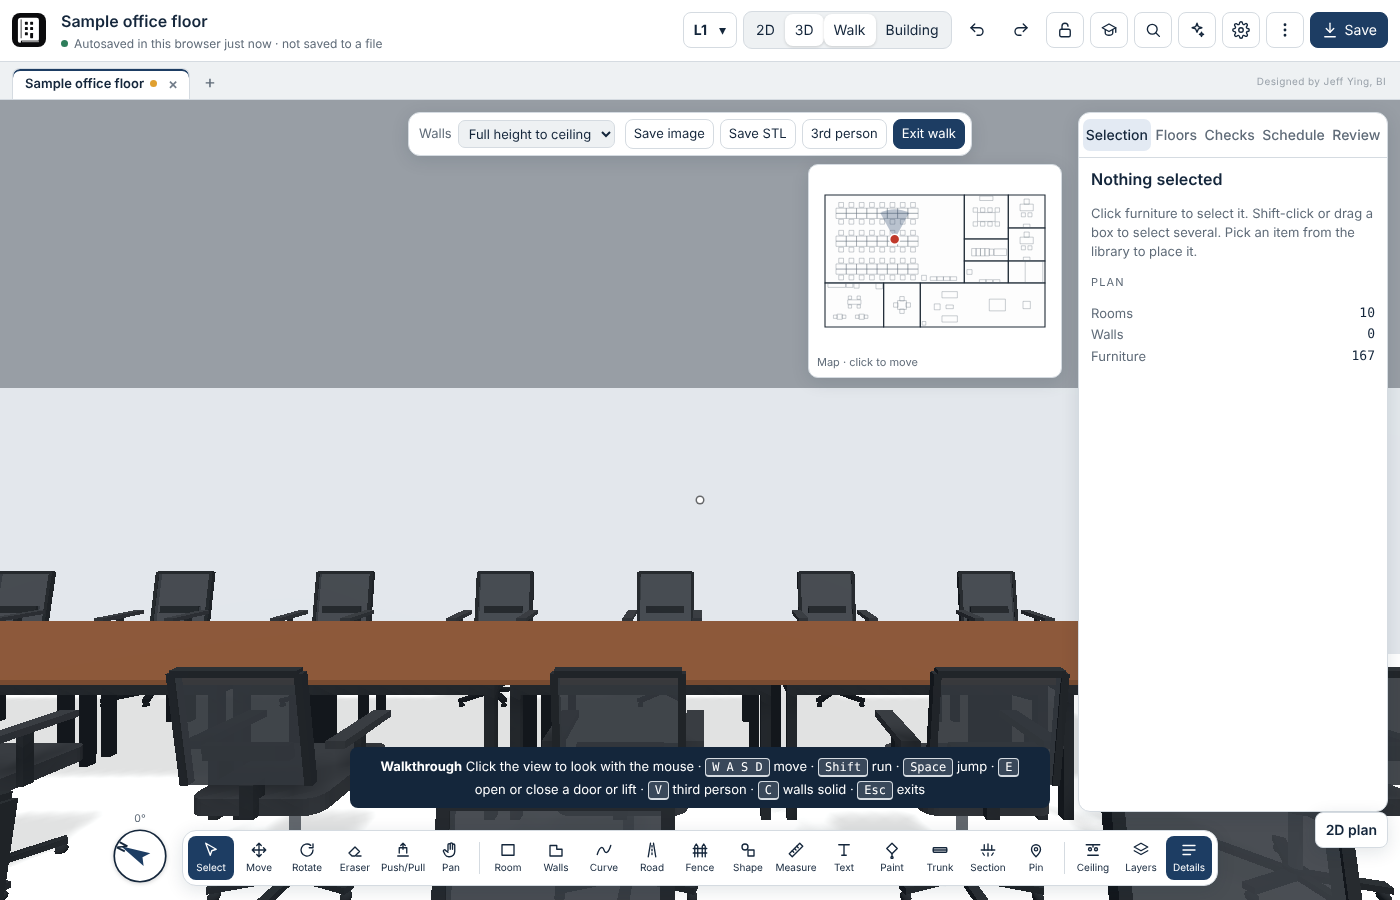 Sample office floor
Autosaved in this browser just now · not saved to a file
L1
2D
3D
Walk
Building
Save
Sample office floor
Designed by Jeff Ying, BI
Walls
Full height to ceiling
Save image
Save STL
3rd person
Exit walk
Map · click to move
Selection
Floors
Checks
Schedule
Review
Nothing selected
Click furniture to select it. Shift-click or drag a
box to select several. Pick an item from the
library to place it.
PLAN
Rooms 10
Walls 0
Furniture 167
Walkthrough Click the view to look with the mouse · W A S D move · Shift run · Space jump · E
open or close a door or lift · V third person · C walls solid · Esc exits
0°
N
2D plan
Select
Move
Rotate
Eraser
Push/Pull
Pan
Room
Walls
Curve
Road
Fence
Shape
Measure
Text
Paint
Trunk
Section
Pin
Ceiling
Layers
Details